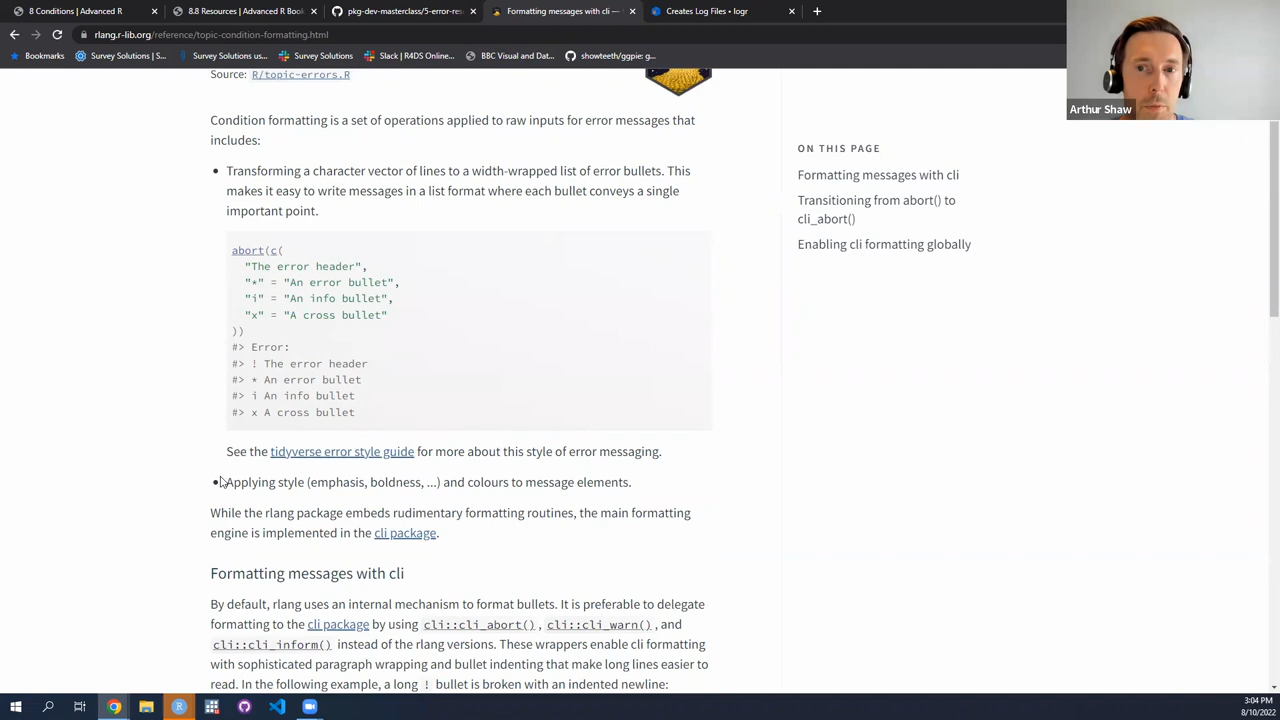 8 Conditions | Advanced R
8.8 Resources | Advanced R Boo
pkg-dev-masterclass/5-error-res
Formatting messages with cli —
Creates Log Files • logr
rlang.r-lib.org/reference/topic-condition-formatting.html
Bookmarks
Survey Solutions | S...
Survey Solutions us...
Survey Solutions
Slack | R4DS Online...
BBC Visual and Dat...
showteeth/ggpie: g...
Arthur Shaw
Source: R/topic-errors.R
Condition formatting is a set of operations applied to raw inputs for error messages that
includes:
• Transforming a character vector of lines to a width-wrapped list of error bullets. This
makes it easy to write messages in a list format where each bullet conveys a single
important point.
abort(c(
"The error header",
"*" = "An error bullet",
"i" = "An info bullet",
"x" = "A cross bullet"
))
#> Error:
#> ! The error header
#> * An error bullet
#> i An info bullet
#> x A cross bullet
See the tidyverse error style guide for more about this style of error messaging.
• Applying style (emphasis, boldness, ...) and colours to message elements.
While the rlang package embeds rudimentary formatting routines, the main formatting
engine is implemented in the cli package.
Formatting messages with cli
By default, rlang uses an internal mechanism to format bullets. It is preferable to delegate
formatting to the cli package by using cli::cli_abort(), cli::cli_warn(), and
cli::cli_inform() instead of the rlang versions. These wrappers enable cli formatting
with sophisticated paragraph wrapping and bullet indenting that make long lines easier to
read. In the following example, a long ! bullet is broken with an indented newline:
ON THIS PAGE
Formatting messages with cli
Transitioning from abort() to
cli_abort()
Enabling cli formatting globally
3:04 PM
8/10/2022